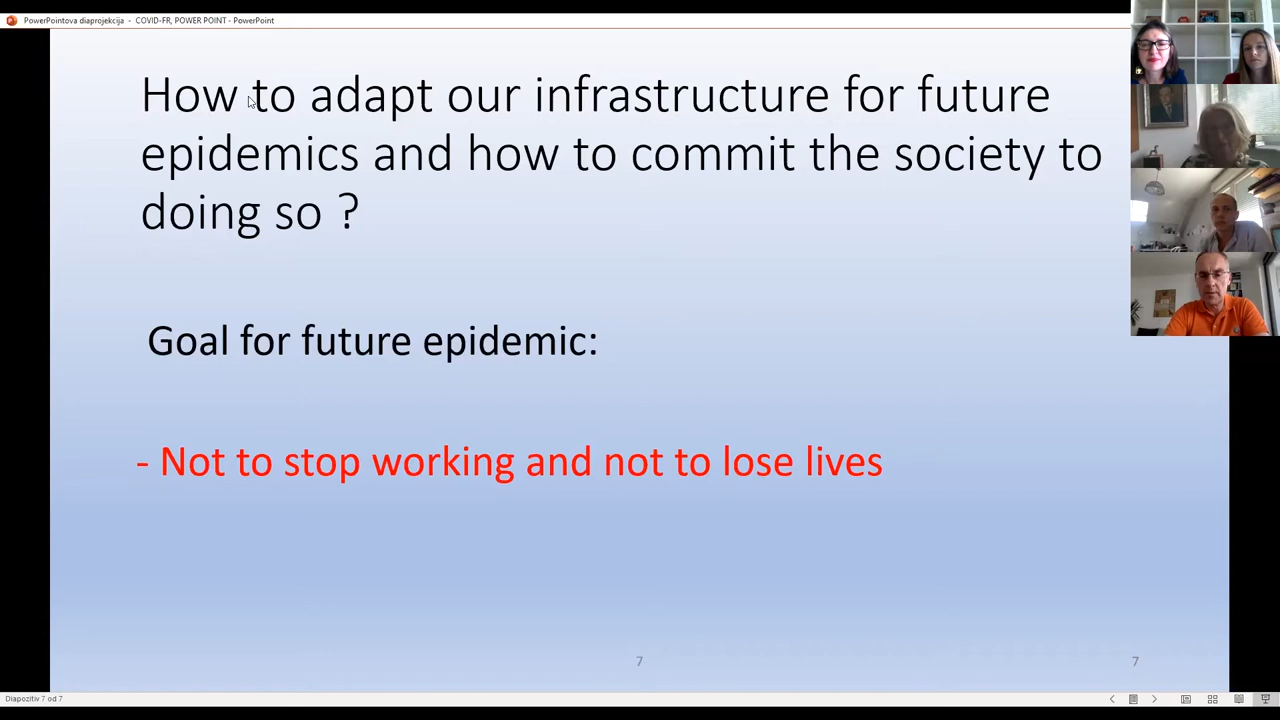 PowerPointova diaprojekcija - COVID-FR, POWER POINT - PowerPoint
How to adapt our infrastructure for future
epidemics and how to commit the society to
doing so ?
Goal for future epidemic:
- Not to stop working and not to lose lives
7
7
Diapozitiv 7 od 7